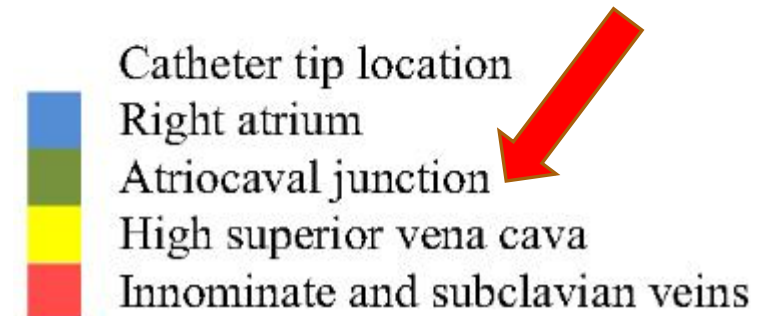 Catheter tip location
Right atrium
Atriocaval junction
High superior vena cava
Innominate and subclavian veins